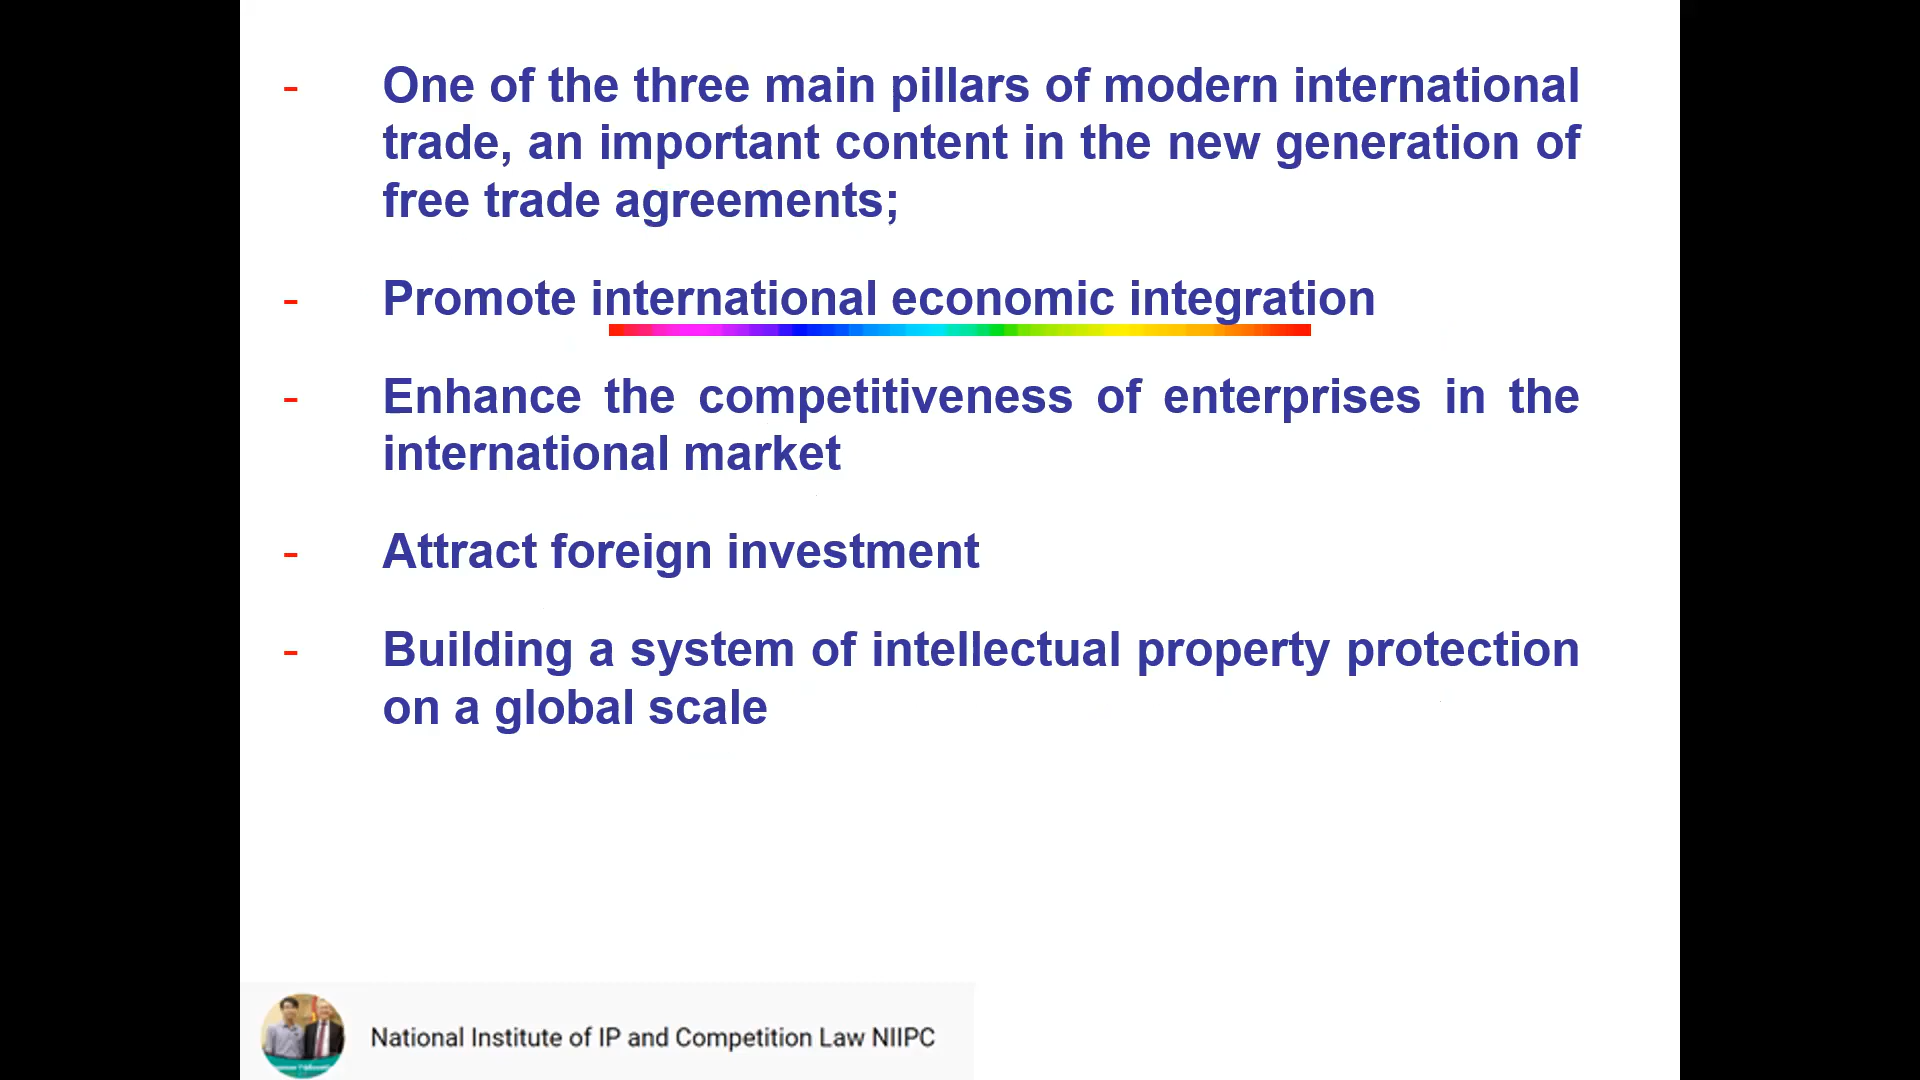 - One of the three main pillars of modern international
trade, an important content in the new generation of
free trade agreements;
- Promote international economic integration
- Enhance the competitiveness of enterprises in the
international market
- Attract foreign investment
- Building a system of intellectual property protection
on a global scale
National Institute of IP and Competition Law NIIPC